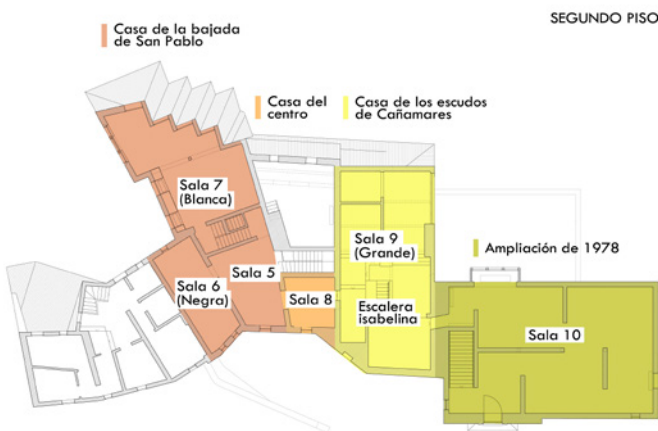 SEGUNDO PISO
Casa de la bajada
de San Pablo
Casa del
centro
Casa de los escudos
de Cañamares
Sala 7
(Blanca)
Sala 9
(Grande)
Ampliación de 1978
Sala 5
Sala 6
(Negra)
Sala 8
Escalera
isabelina
Sala 10